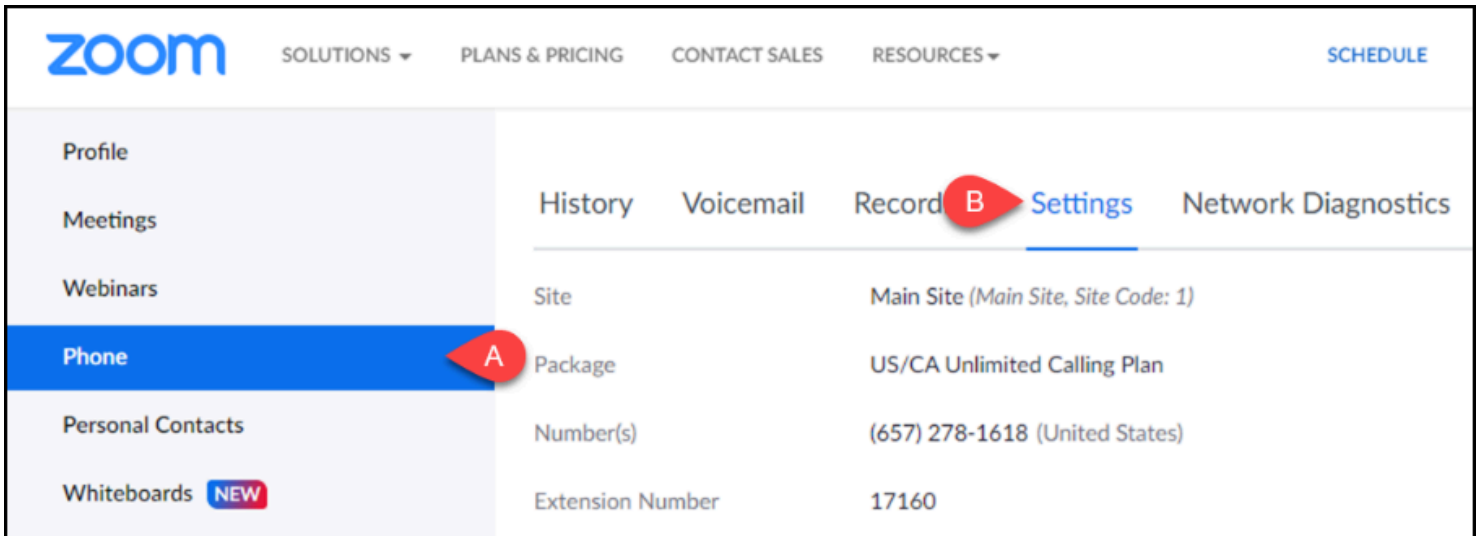 zoom SOLUTIONS PLANS & PRICING CONTACT SALES RESOURCES SCHEDULE
Profile
Meetings
Webinars
Phone
Personal Contacts
Whiteboards NEW
A
History Voicemail Record B Settings Network Diagnostics
Site Main Site (Main Site, Site Code: 1)
Package US/CA Unlimited Calling Plan
Number(s) (657) 278-1618 (United States)
Extension Number 17160